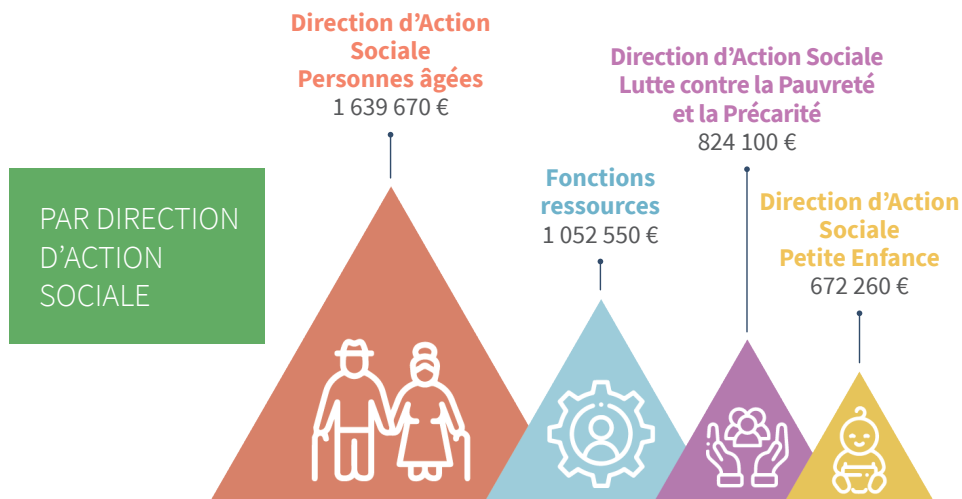 PAR DIRECTION
D’ACTION
SOCIALE
Direction d’Action
Sociale
Personnes âgées
1 639 670 €
Fonctions
ressources
1 052 550 €
Direction d’Action Sociale
Lutte contre la Pauvreté
et la Précarité
824 100 €
Direction d’Action
Sociale
Petite Enfance
672 260 €